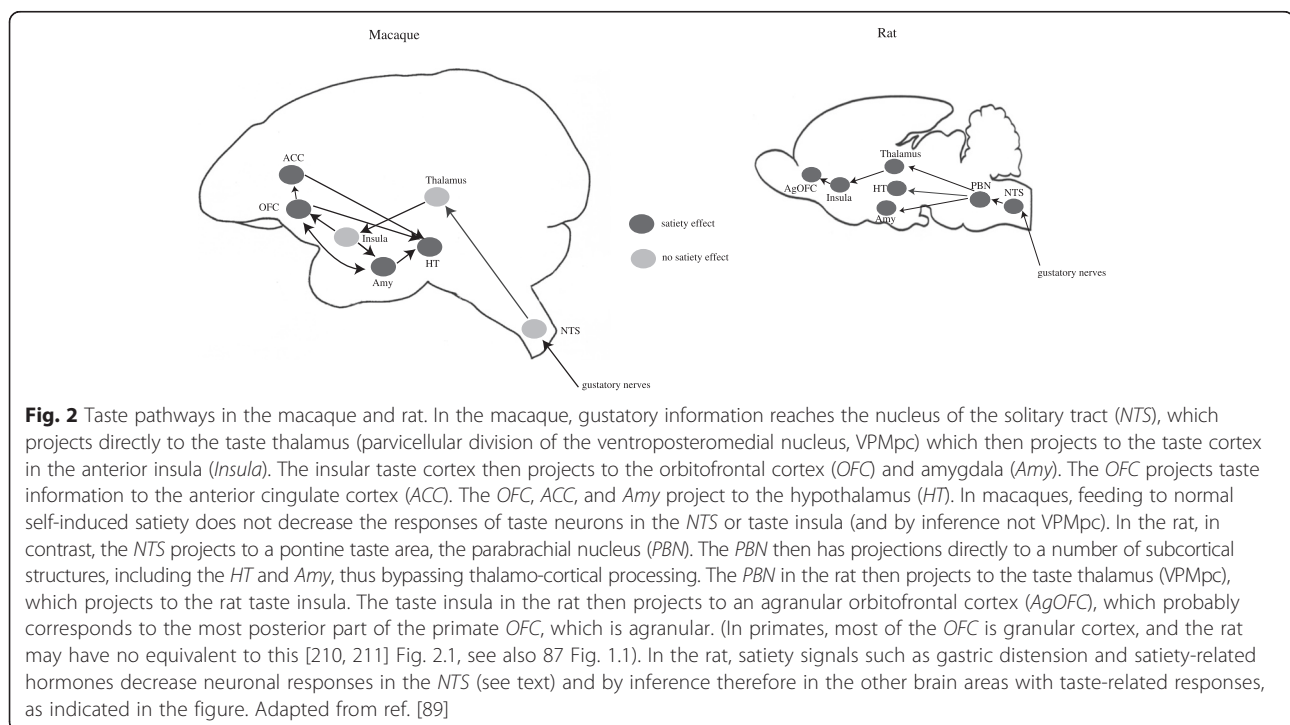 Macaque
Rat
ACC
OFC
Thalamus
Insula
HT
Amy
NTS
gustatory nerves
satiety effect
no satiety effect
Thalamus
AgOFC
Insula
HT
Amy
PBN
NTS
gustatory nerves
Fig. 2 Taste pathways in the macaque and rat. In the macaque, gustatory information reaches the nucleus of the solitary tract (NTS), which
projects directly to the taste thalamus (parvicellular division of the ventroposteromedial nucleus, VPMpc) which then projects to the taste cortex
in the anterior insula (Insula). The insular taste cortex then projects to the orbitofrontal cortex (OFC) and amygdala (Amy). The OFC projects taste
information to the anterior cingulate cortex (ACC). The OFC, ACC, and Amy project to the hypothalamus (HT). In macaques, feeding to normal
self-induced satiety does not decrease the responses of taste neurons in the NTS or taste insula (and by inference not VPMpc). In the rat, in
contrast, the NTS projects to a pontine taste area, the parabrachial nucleus (PBN). The PBN then has projections directly to a number of subcortical
structures, including the HT and Amy, thus bypassing thalamo-cortical processing. The PBN in the rat then projects to the taste thalamus (VPMpc),
which projects to the rat taste insula. The taste insula in the rat then projects to an agranular orbitofrontal cortex (AgOFC), which probably
corresponds to the most posterior part of the primate OFC, which is agranular. (In primates, most of the OFC is granular cortex, and the rat
may have no equivalent to this [210, 211] Fig. 2.1, see also 87 Fig. 1.1). In the rat, satiety signals such as gastric distension and satiety-related
hormones decrease neuronal responses in the NTS (see text) and by inference therefore in the other brain areas with taste-related responses,
as indicated in the figure. Adapted from ref. [89]